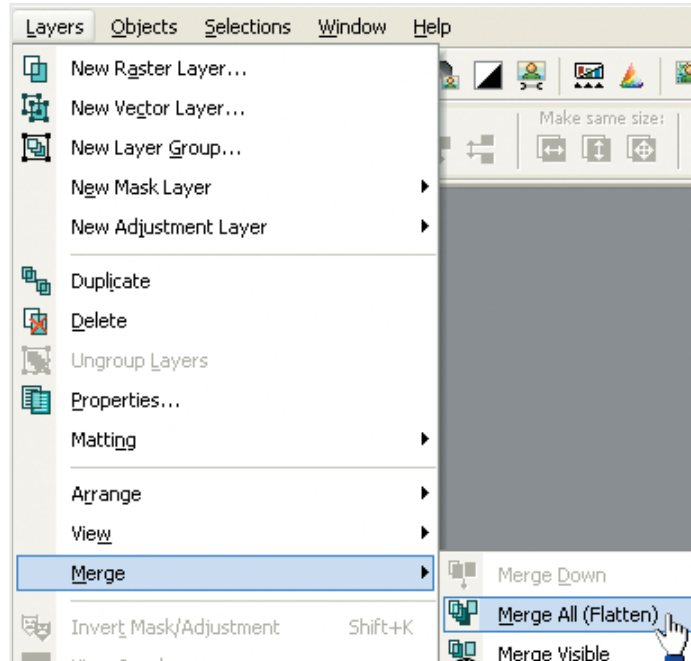 Layers Objects Selections Window Help
New Raster Layer...
New Vector Layer...
New Layer Group...
Make same size:
New Mask Layer
New Adjustment Layer
Duplicate
Delete
Ungroup Layers
Properties...
Matting
Arrange
View
Merge
Merge Down
Merge All (Flatten)
Invert Mask/Adjustment Shift+K
Merge Visible